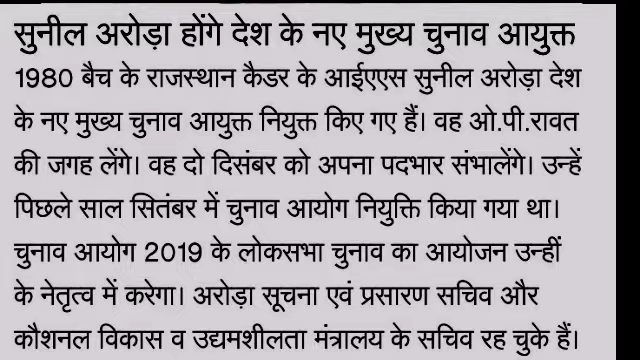 सुनील अरोड़ा होंगे देश के नए मुख्य चुनाव आयुक्त
1980 बैच के राजस्थान कैडर के आईएएस सुनील अरोड़ा देश
के नए मुख्य चुनाव आयुक्त नियुक्त किए गए हैं। वह ओ.पी.रावत
की जगह लेंगे। वह दो दिसंबर को अपना पदभार संभालेंगे। उन्हें
पिछले साल सितंबर में चुनाव आयोग नियुक्ति किया गया था।
चुनाव आयोग 2019 के लोकसभा चुनाव का आयोजन उन्हीं
के नेतृत्व में करेगा। अरोड़ा सूचना एवं प्रसारण सचिव और
कौशनल विकास व उद्यमशीलता मंत्रालय के सचिव रह चुके हैं।